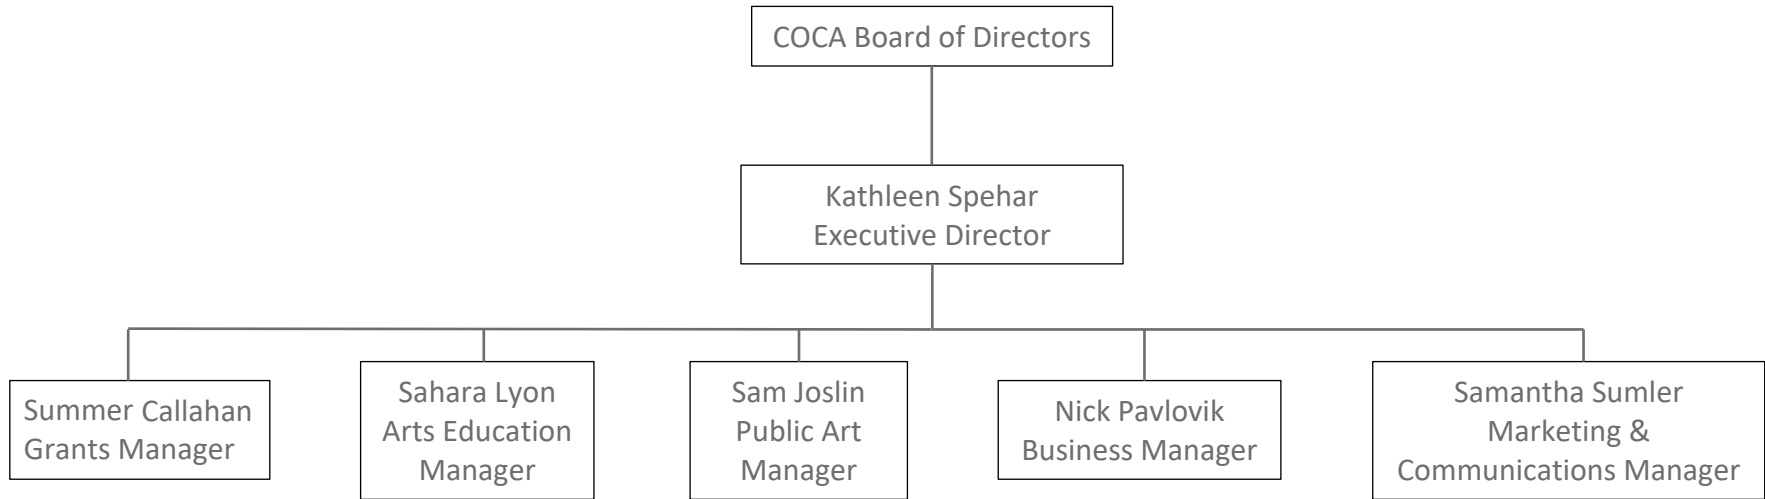 COCA Board of Directors
Kathleen Spehar
Executive Director
Summer Callahan
Grants Manager
Sahara Lyon
Arts Education
Manager
Sam Joslin
Public Art
Manager
Nick Pavlovik
Business Manager
Samantha Sumler
Marketing &
Communications Manager